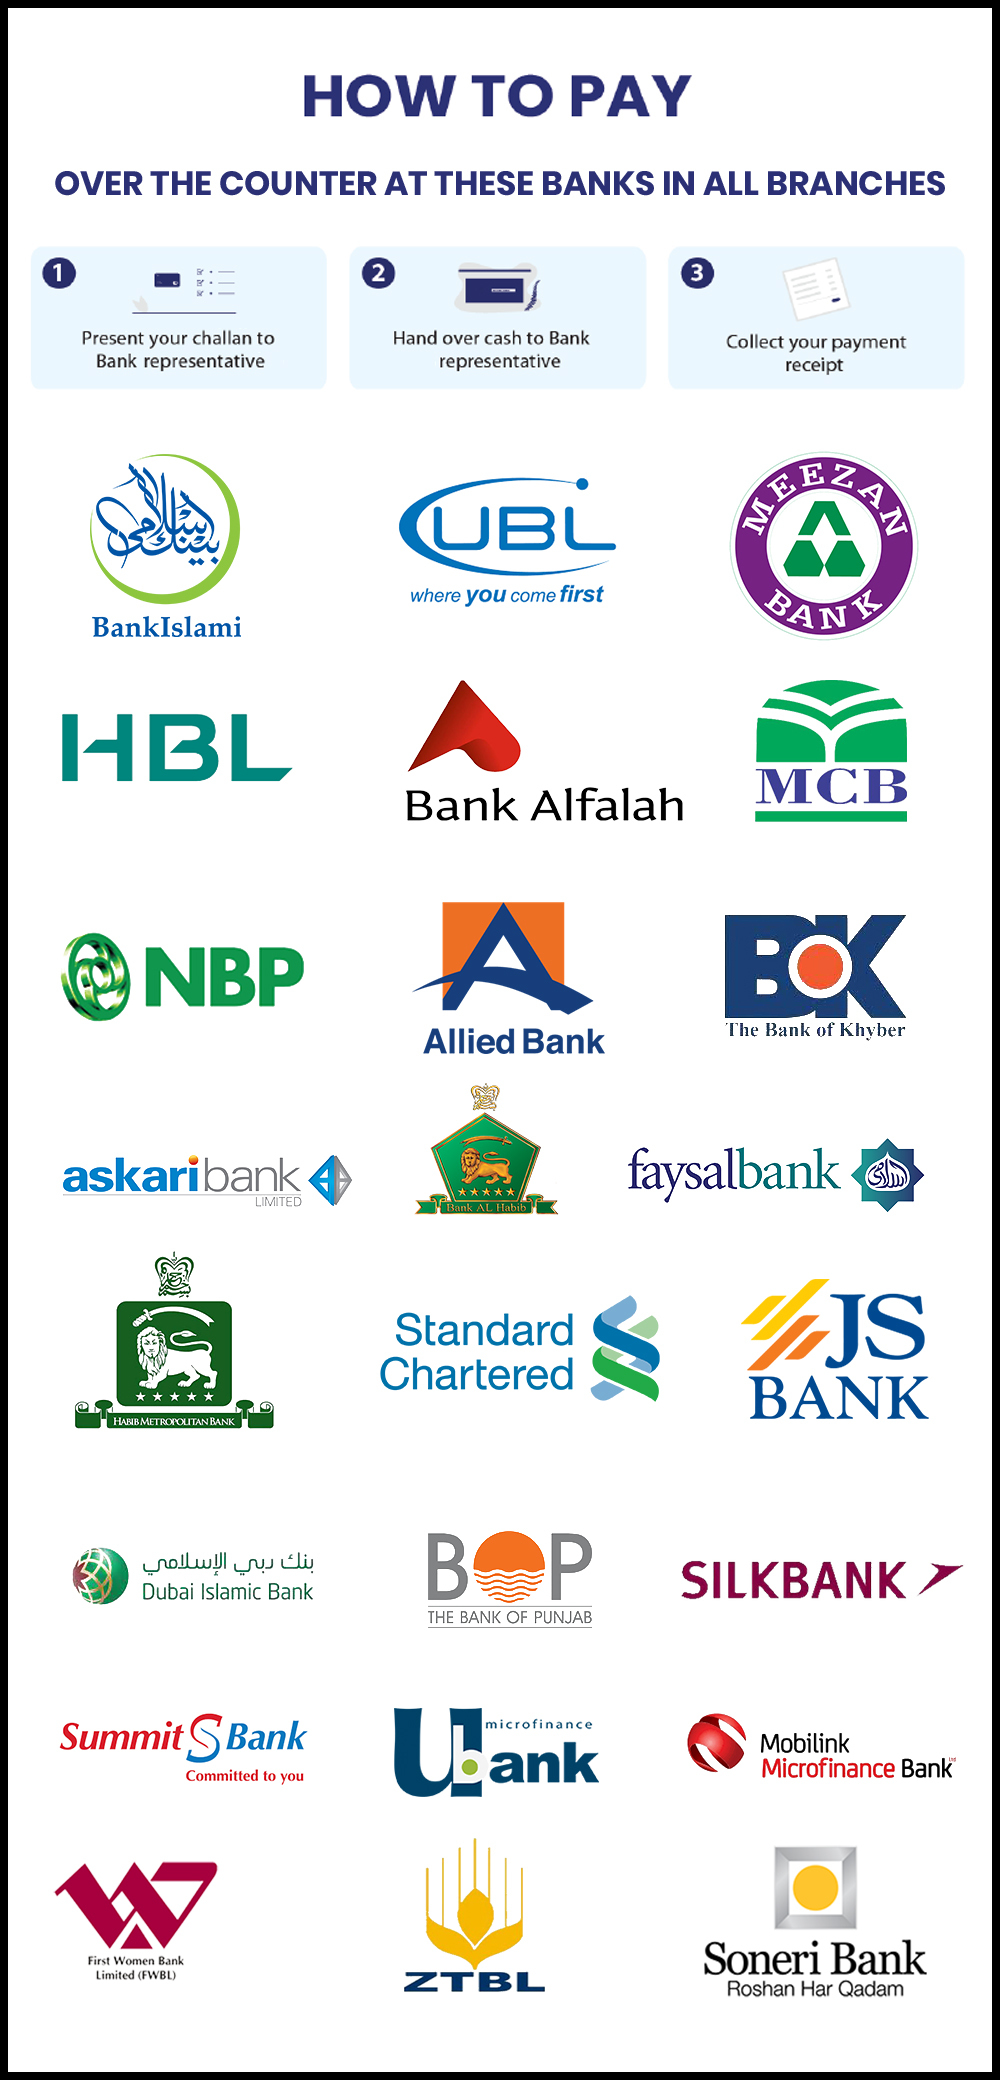 HOW TO PAY
OVER THE COUNTER AT THESE BANKS IN ALL BRANCHES
1
Present your challan to
Bank representative
2
Hand over cash to Bank
representative
3
Collect your payment
receipt
بینک اسلامی
BankIslami
UBL
where you come first
MEEZAN
BANK
HBL
Bank Alfalah
MCB
NBP
Allied Bank
BOK
The Bank of Khyber
askaribank
LIMITED
Bank AL Habib
faysalbank
HABIB METROPOLITAN BANK
Standard
Chartered
JS
BANK
بنك دبي الإسلامي
Dubai Islamic Bank
BOP
THE BANK OF PUNJAB
SILKBANK
Summit S Bank
Committed to you
microfinance
Ubank
Mobilink
Microfinance Bank Ltd
W
First Women Bank
Limited (FWBL)
ZTBL
Soneri Bank
Roshan Har Qadam